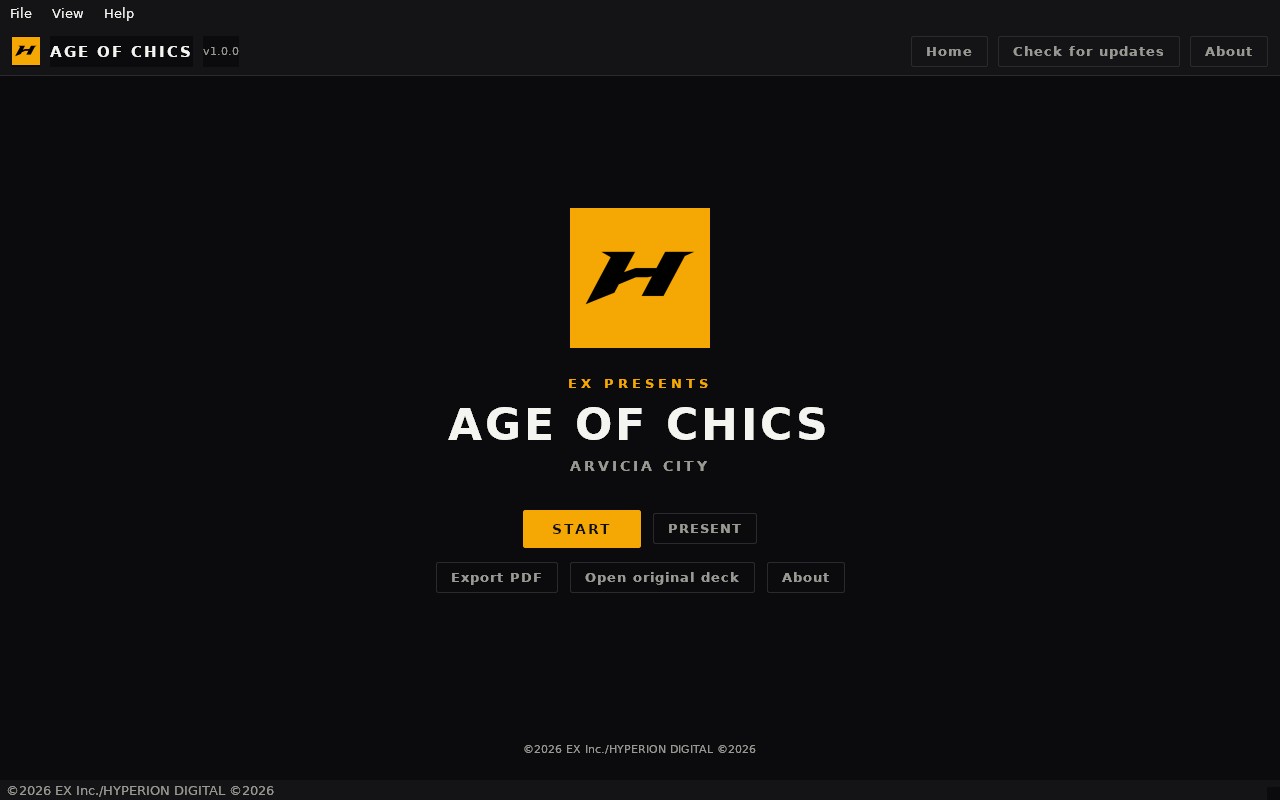 File View Help
AGE OF CHICS v1.0.0 Home Check for updates About
EX PRESENTS
AGE OF CHICS
ARVICIA CITY
START PRESENT
Export PDF Open original deck About
©2026 EX Inc./HYPERION DIGITAL ©2026
©2026 EX Inc./HYPERION DIGITAL ©2026